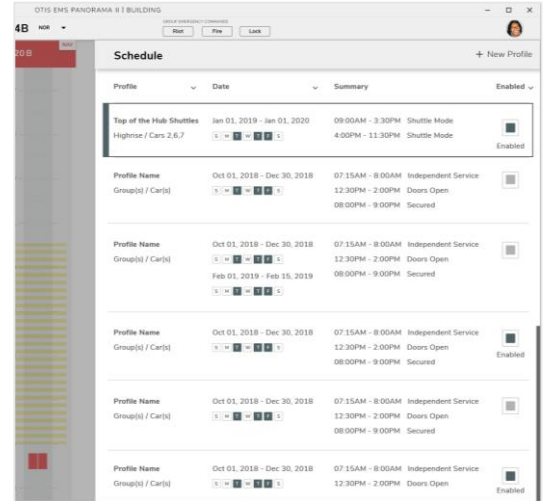 OTIS EMS PANORAMA II | BUILDING
4B NOR
GROUP EMERGENCY COMMANDS
Riot Fire Lock
20 B
NAV
Schedule
+ New Profile
Profile Date Summary Enabled
Top of the Hub Shuttles Jan 01, 2019 - Jan 01, 2020 09:00AM - 3:30PM Shuttle Mode
Highrise / Cars 2,6,7 S M T W T F S 4:00PM - 11:30PM Shuttle Mode
Enabled
Profile Name Oct 01, 2018 - Dec 30, 2018 07:15AM - 8:00AM Independent Service
Group(s) / Car(s) S M T W T F S 12:30PM - 2:00PM Doors Open
08:00PM - 9:00PM Secured
Profile Name Oct 01, 2018 - Dec 30, 2018 07:15AM - 8:00AM Independent Service
Group(s) / Car(s) S M T W T F S 12:30PM - 2:00PM Doors Open
Feb 01, 2019 - Feb 15, 2019 08:00PM - 9:00PM Secured
S M T W T F S
Profile Name Oct 01, 2018 - Dec 30, 2018 07:15AM - 8:00AM Independent Service
Group(s) / Car(s) S M T W T F S 12:30PM - 2:00PM Doors Open
Enabled
08:00PM - 9:00PM Secured
Profile Name Oct 01, 2018 - Dec 30, 2018 07:15AM - 8:00AM Independent Service
Group(s) / Car(s) S M T W T F S 12:30PM - 2:00PM Doors Open
08:00PM - 9:00PM Secured
Profile Name Oct 01, 2018 - Dec 30, 2018 07:15AM - 8:00AM Independent Service
Group(s) / Car(s) S M T W T F S 12:30PM - 2:00PM Doors Open
Enabled